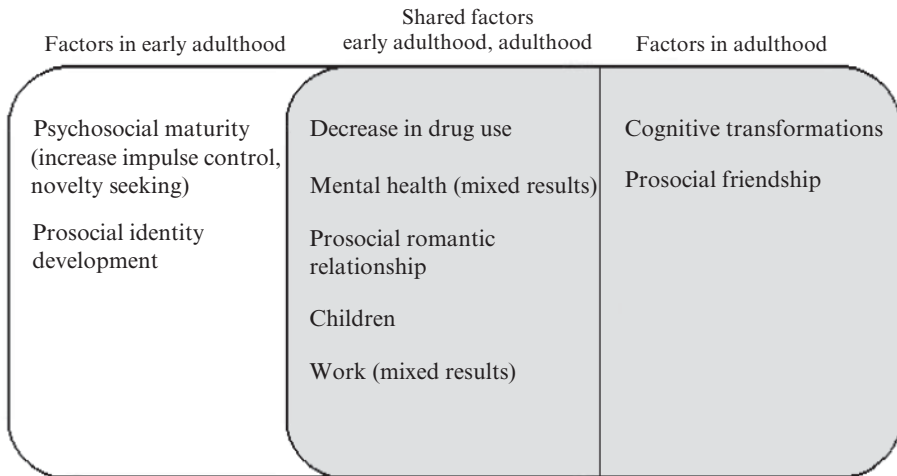 Factors in early adulthood
Shared factors
early adulthood, adulthood
Factors in adulthood
Psychosocial maturity
(increase impulse control,
novelty seeking)
Prosocial identity
development
Decrease in drug use
Mental health (mixed results)
Prosocial romantic
relationship
Children
Work (mixed results)
Cognitive transformations
Prosocial friendship